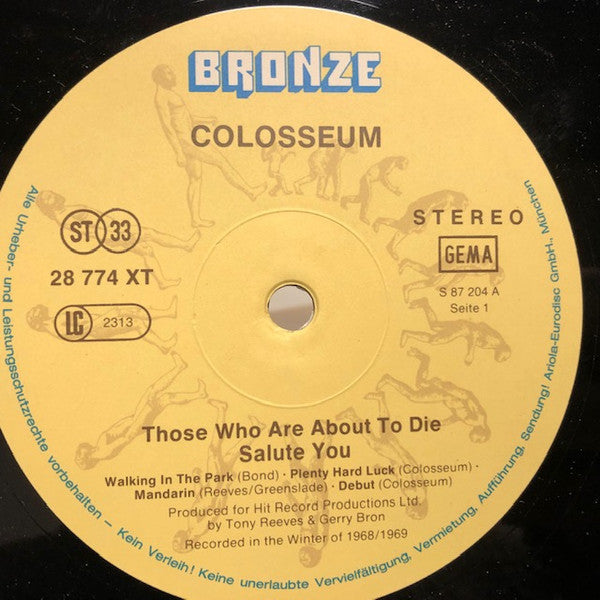 BRONZE
COLOSSEUM
ST 33
28 774 XT
LC 2313
STEREO
GEMA
S 87 204 A
Seite 1
Those Who Are About To Die
Salute You
Walking In The Park (Bond) · Plenty Hard Luck (Colosseum) ·
Mandarin (Reeves/Greenslade) · Debut (Colosseum)
Produced for Hit Record Productions Ltd.
by Tony Reeves & Gerry Bron
Recorded in the Winter of 1968/1969
Alle Urheber- und Leistungsschutzrechte vorbehalten – Kein Verleih! Keine unerlaubte Vervielfältigung, Vermietung, Aufführung, Sendung! Ariola-Eurodisc GmbH., München